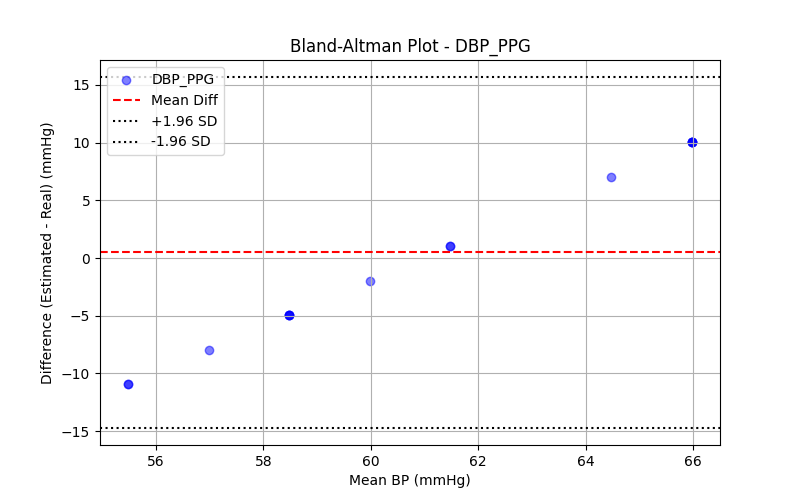 Bland-Altman Plot - DBP_PPG
DBP_PPG
Mean Diff
+1.96 SD
-1.96 SD
Difference (Estimated - Real) (mmHg)
15
10
5
0
−5
−10
−15
56
58
60
62
64
66
Mean BP (mmHg)